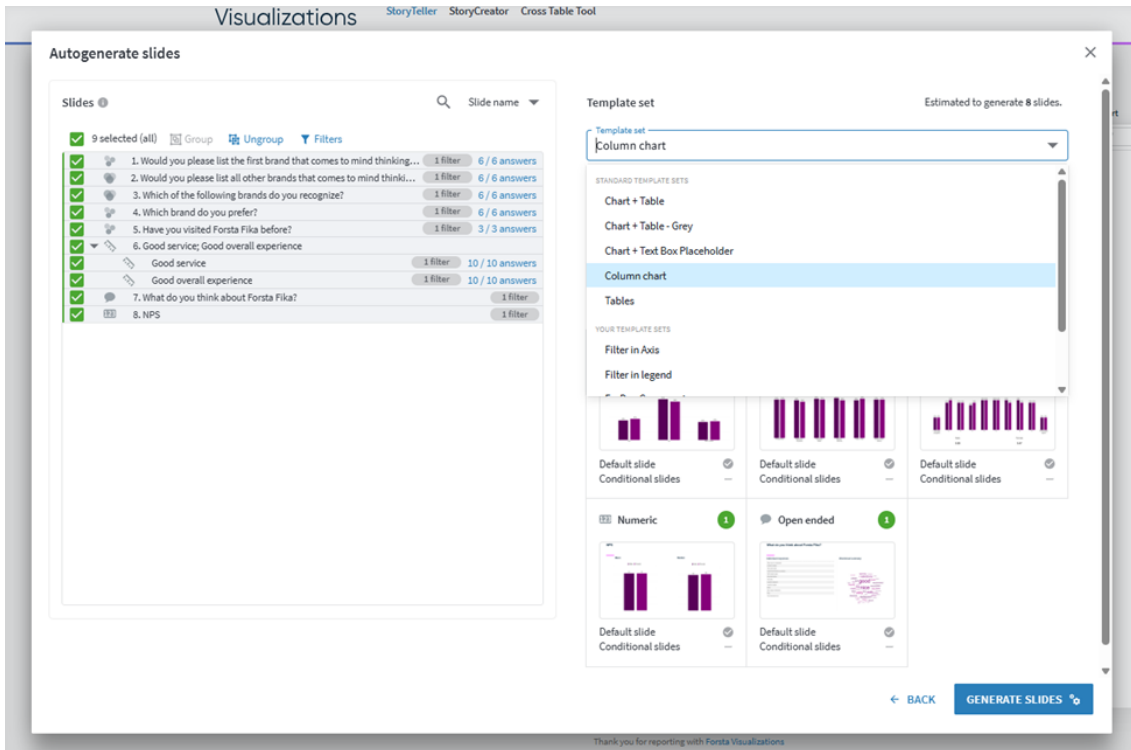 Visualizations
StoryTeller StoryCreator Cross Table Tool
Autogenerate slides
Slides
Slide name
9 selected (all) Group Ungroup Filters
1. Would you please list the first brand that comes to mind thinking... 1 filter 6 / 6 answers
2. Would you please list all other brands that comes to mind thinki... 1 filter 6 / 6 answers
3. Which of the following brands do you recognize? 1 filter 6 / 6 answers
4. Which brand do you prefer? 1 filter 6 / 6 answers
5. Have you visited Forsta Fika before? 1 filter 3 / 3 answers
6. Good service; Good overall experience
Good service 1 filter 10 / 10 answers
Good overall experience 1 filter 10 / 10 answers
7. What do you think about Forsta Fika? 1 filter
8. NPS 1 filter
Template set
Estimated to generate 8 slides.
Template set
Column chart
STANDARD TEMPLATE SETS
Chart + Table
Chart + Table - Grey
Chart + Text Box Placeholder
Column chart
Tables
YOUR TEMPLATE SETS
Filter in Axis
Filter in legend
Default slide
Conditional slides
Default slide
Conditional slides
Default slide
Conditional slides
Numeric 1
Open ended 1
What do you think about Forsta Fika?
Default slide
Conditional slides
Default slide
Conditional slides
BACK
GENERATE SLIDES
Thank you for reporting with Forsta Visualizations